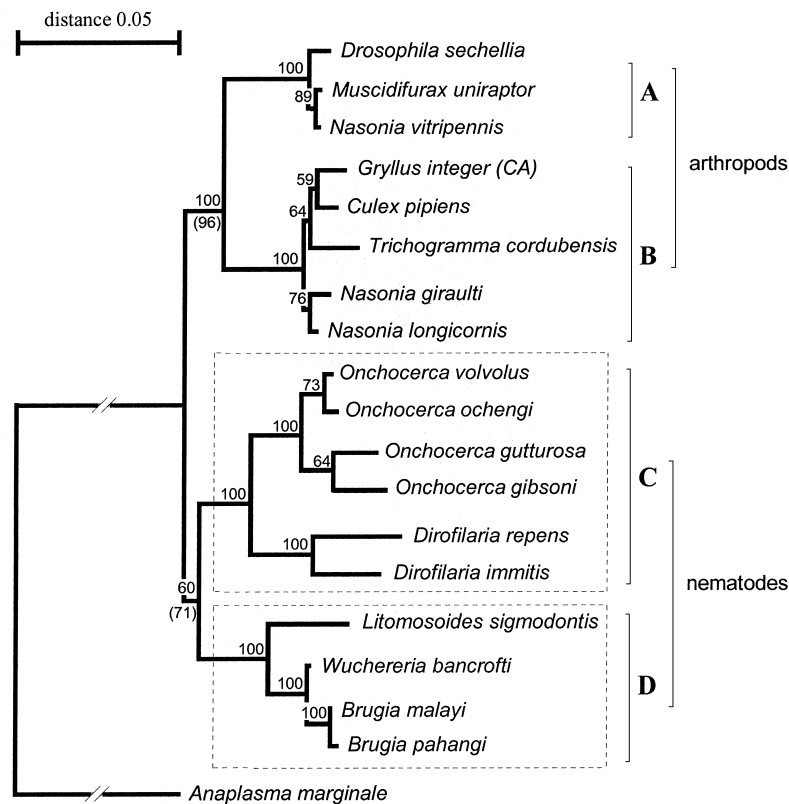 distance 0.05
Drosophila sechellia
100
Muscidifurax uniraptor
A
89
Nasonia vitripennis
arthropods
Gryllus integer (CA)
59
100
(96)
Culex pipiens
64
Trichogramma cordubensis
B
100
Nasonia giraulti
76
Nasonia longicornis
Onchocerca volvolus
73
Onchocerca ochengi
100
Onchocerca gutturosa
64
C
Onchocerca gibsoni
100
Dirofilaria repens
100
Dirofilaria immitis
nematodes
60
(71)
Litomosoides sigmodontis
100
Wuchereria bancrofti
100
D
Brugia malayi
100
Brugia pahangi
Anaplasma marginale